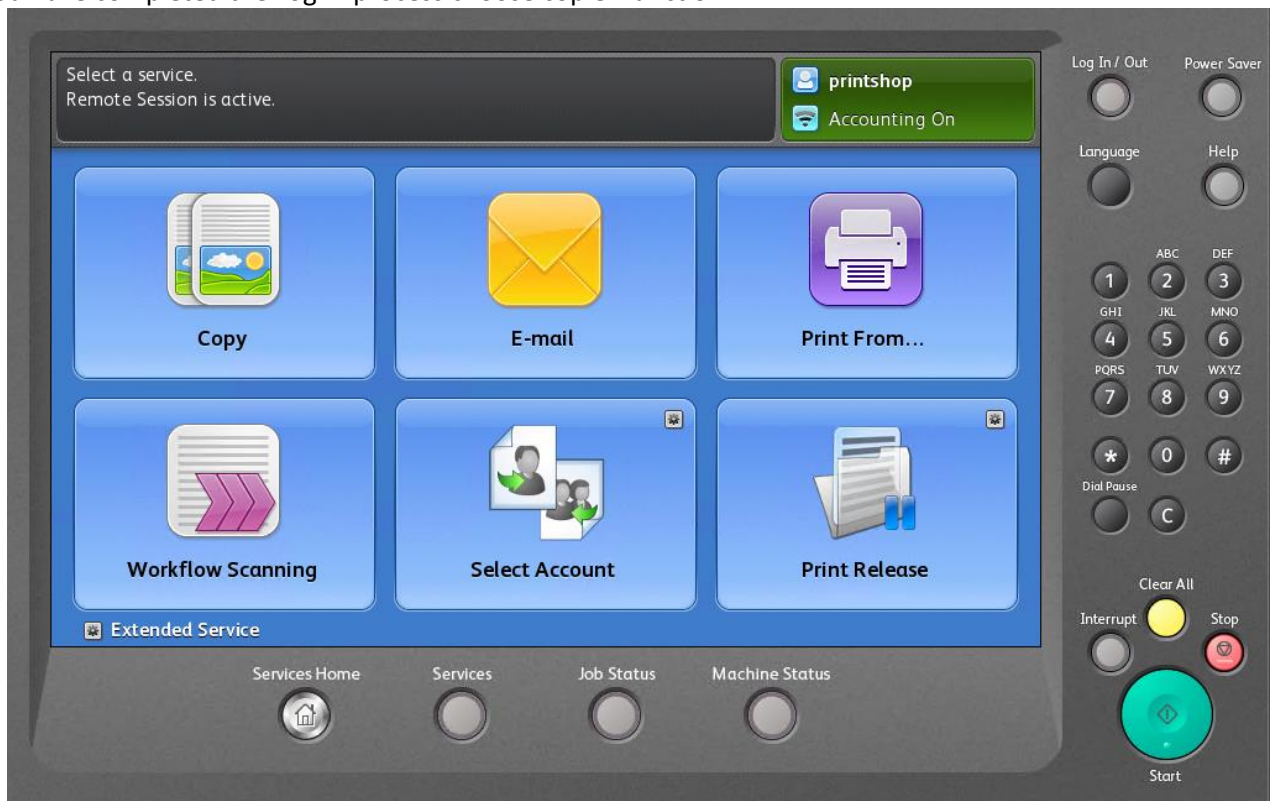 Select a service.
Remote Session is active.
printshop
Accounting On
Copy
E-mail
Print From...
Workflow Scanning
Select Account
Print Release
Extended Service
Services Home
Services
Job Status
Machine Status
Log In / Out
Power Saver
Language
Help
ABC DEF
1 2 3
GHI JKL MNO
4 5 6
PQRS TUV WXYZ
7 8 9
* 0 #
Dial Pause
C
Clear All
Interrupt
Stop
Start